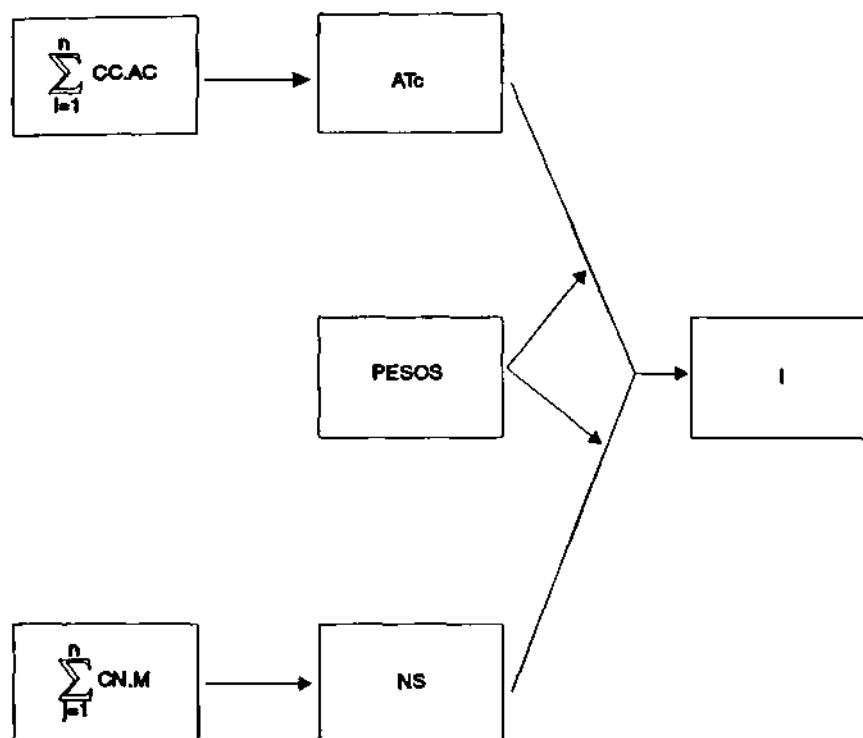 n
∑ CC.AC
i=1
ATc
PESOS
I
n
∑ CN.M
j=1
NS